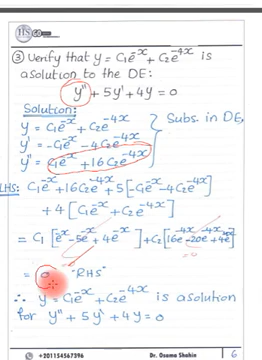 ③ Verify that y = C₁e^-x + C₂e^-4x is
a solution to the DE:
y'' + 5y' + 4y = 0
Solution:
y = C₁e^-x + C₂e^-4x
y' = -C₁e^-x - 4C₂e^-4x } Subs. in DE,
y'' = C₁e^-x + 16C₂e^-4x
LHS: C₁e^-x + 16C₂e^-4x + 5[-C₁e^-x - 4C₂e^-4x]
+ 4[C₁e^-x + C₂e^-4x]
= C₁[e^-x - 5e^-x + 4e^-x] + C₂[16e^-4x - 20e^-4x + 4e^-4x]
= 0 "RHS"
∴ y = C₁e^-x + C₂e^-4x is a solution
for y'' + 5y' + 4y = 0
+201154567396 Dr. Osama Shahin 6